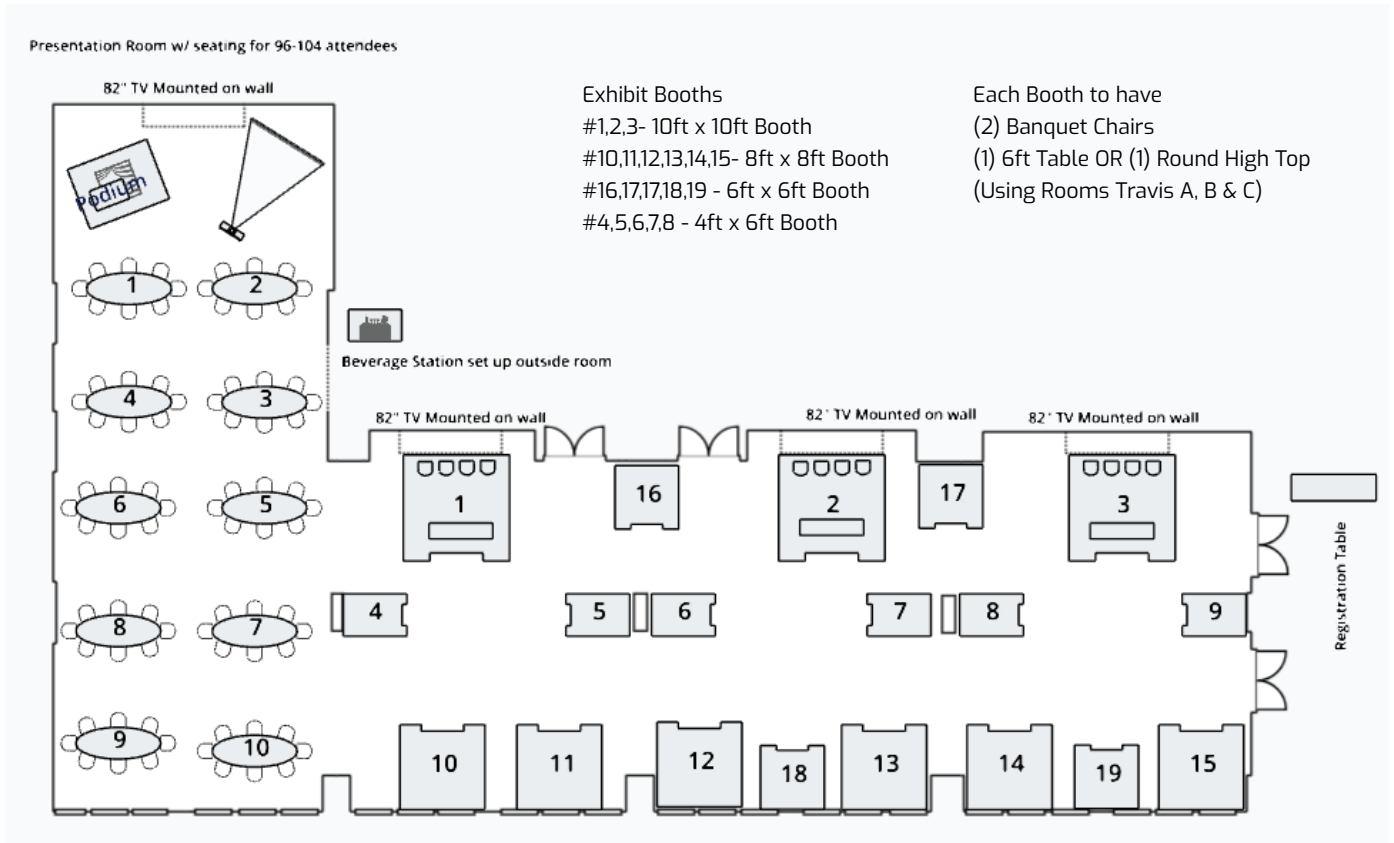 Presentation Room w/ seating for 96-104 attendees
82" TV Mounted on wall
Exhibit Booths
#1,2,3- 10ft x 10ft Booth
#10,11,12,13,14,15- 8ft x 8ft Booth
#16,17,17,18,19 - 6ft x 6ft Booth
#4,5,6,7,8 - 4ft x 6ft Booth
Each Booth to have
(2) Banquet Chairs
(1) 6ft Table OR (1) Round High Top
(Using Rooms Travis A, B & C)
Podium
1
2
Beverage Station set up outside room
4
3
82" TV Mounted on wall
82" TV Mounted on wall
82" TV Mounted on wall
6
5
1
16
2
17
3
Registration Table
8
7
4
5
6
7
8
9
9
10
10
11
12
18
13
14
19
15